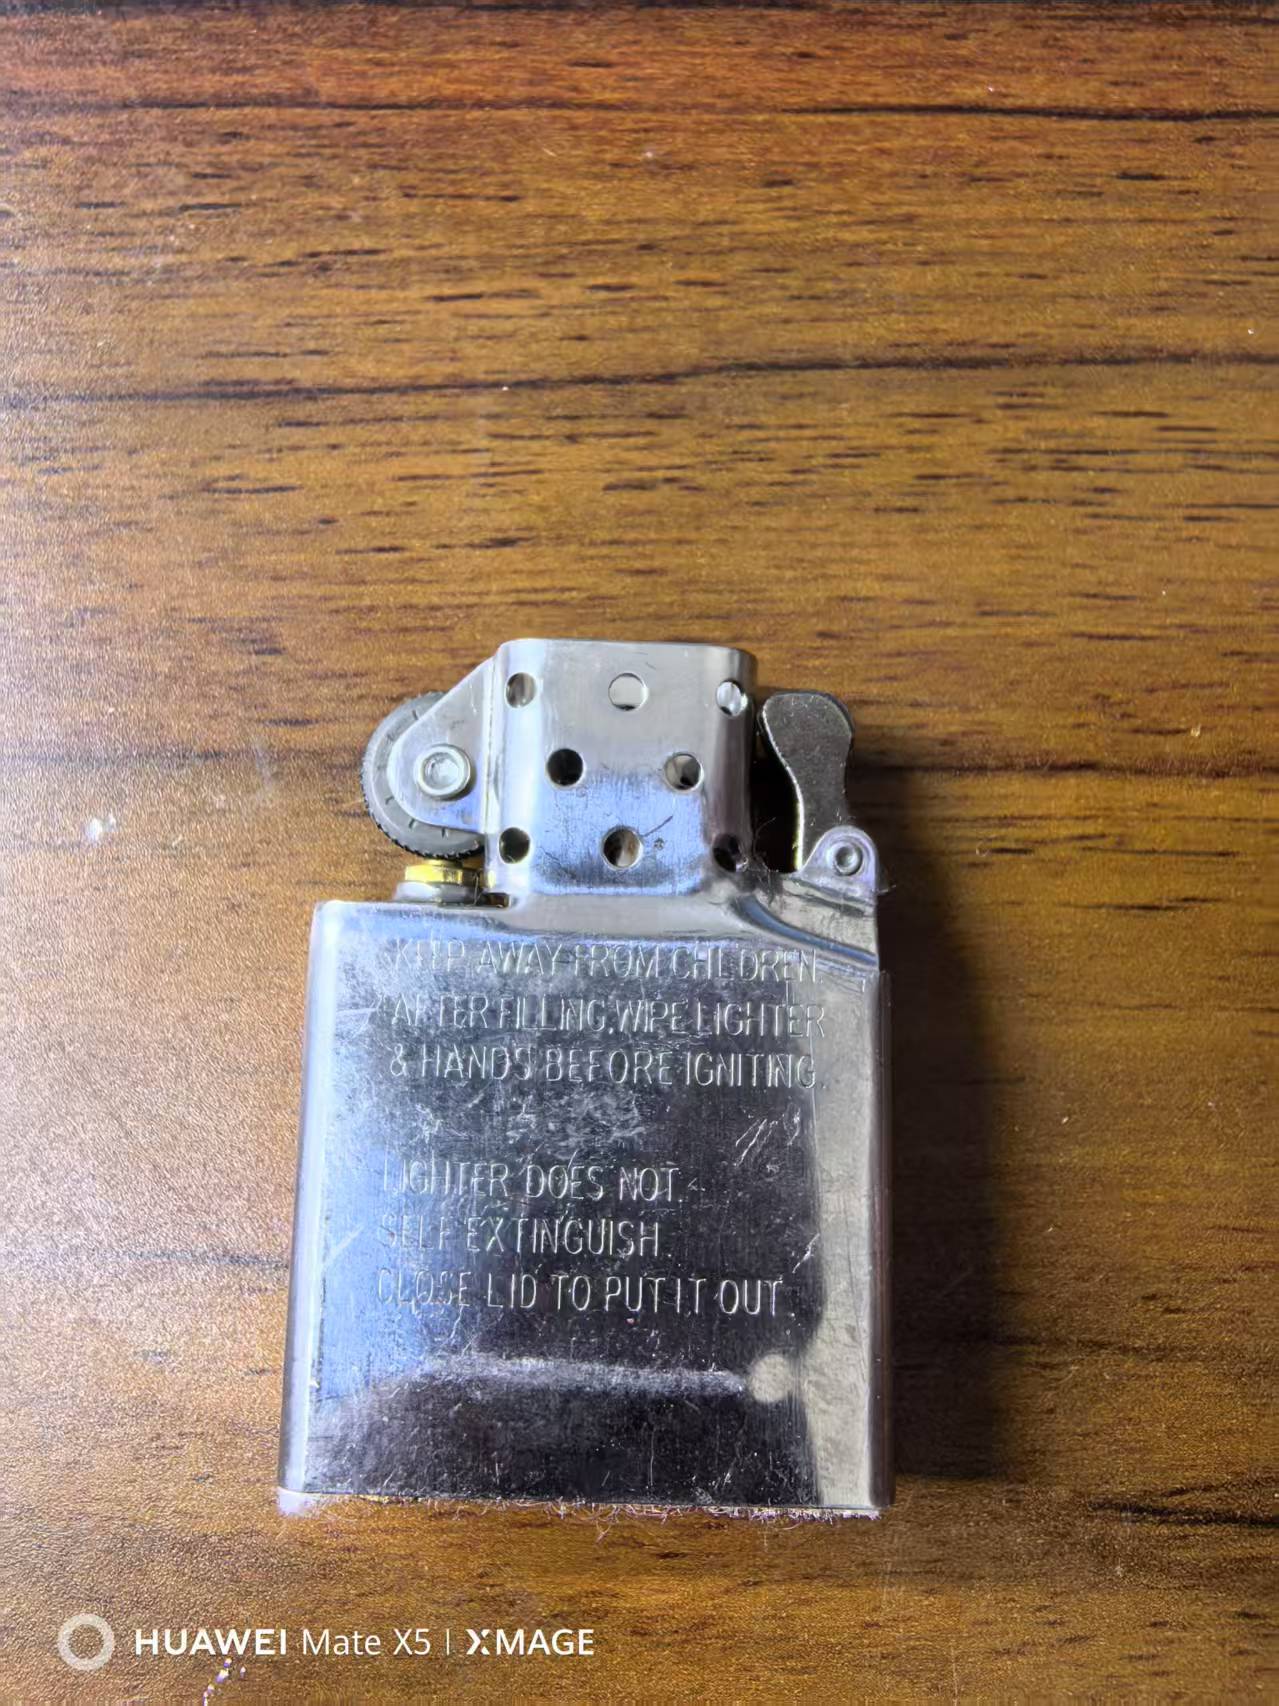 KEEP AWAY FROM CHILDREN
AFTER FILLING, WIPE LIGHTER
& HANDS BEFORE IGNITING.
LIGHTER DOES NOT
SELF EXTINGUISH.
CLOSE LID TO PUT IT OUT.
HUAWEI Mate X5 | XMAGE